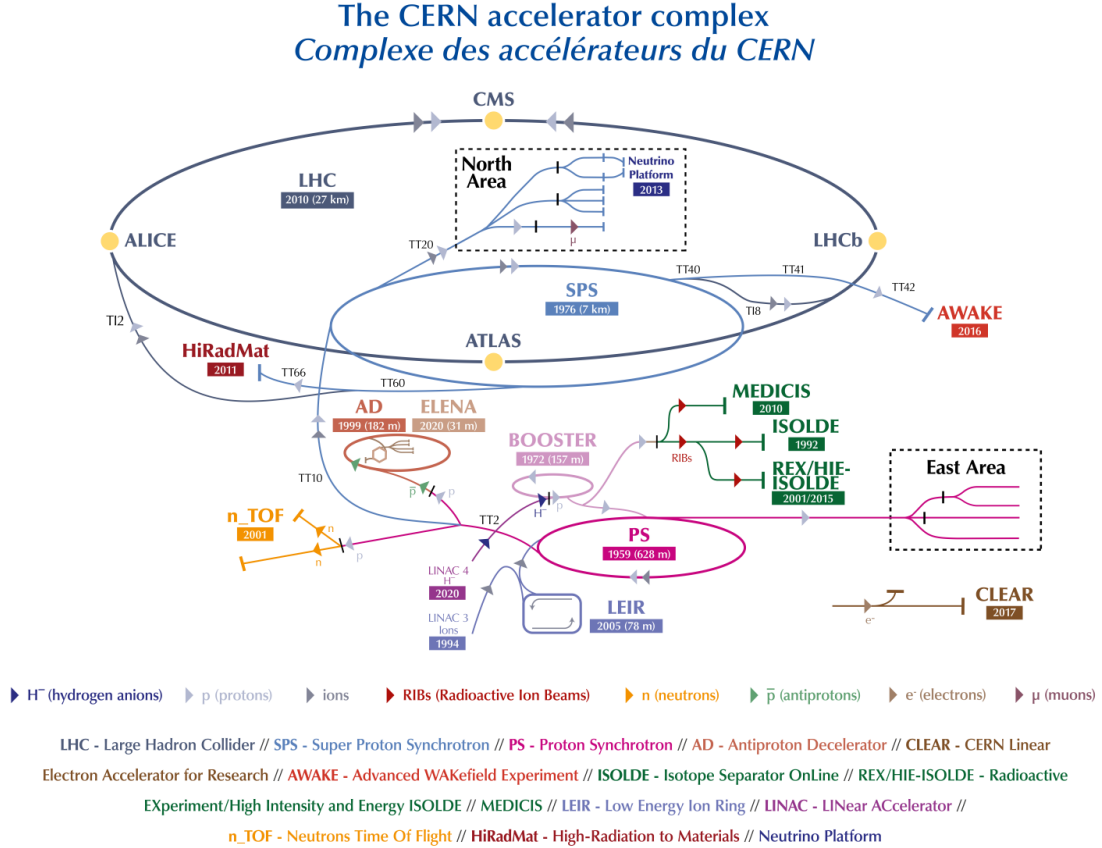 The CERN accelerator complex
Complexe des accélérateurs du CERN
CMS
North
Area
Neutrino
Platform
2013
LHC
2010 (27 km)
μ
ALICE
LHCb
TT20
TT40
TT41
TT42
SPS
1976 (7 km)
TI8
AWAKE
2016
TI2
ATLAS
HiRadMat
2011
TT66
TT60
MEDICIS
2010
AD
1999 (182 m)
ELENA
2020 (31 m)
ISOLDE
1992
BOOSTER
1972 (157 m)
RIBs
REX/HIE-
ISOLDE
2001/2015
East Area
TT10
p̅
p
H⁻
p
n_TOF
2001
n
n
p
TT2
PS
1959 (628 m)
LINAC 4
H⁻
2020
LINAC 3
Ions
1994
LEIR
2005 (78 m)
CLEAR
2017
e⁻
H⁻ (hydrogen anions)
p (protons)
ions
RIBs (Radioactive Ion Beams)
n (neutrons)
p̅ (antiprotons)
e⁻ (electrons)
μ (muons)
LHC - Large Hadron Collider // SPS - Super Proton Synchrotron // PS - Proton Synchrotron // AD - Antiproton Decelerator // CLEAR - CERN Linear
Electron Accelerator for Research // AWAKE - Advanced WAKefield Experiment // ISOLDE - Isotope Separator OnLine // REX/HIE-ISOLDE - Radioactive
EXperiment/High Intensity and Energy ISOLDE // MEDICIS // LEIR - Low Energy Ion Ring // LINAC - LINear ACcelerator //
n_TOF - Neutrons Time Of Flight // HiRadMat - High-Radiation to Materials // Neutrino Platform